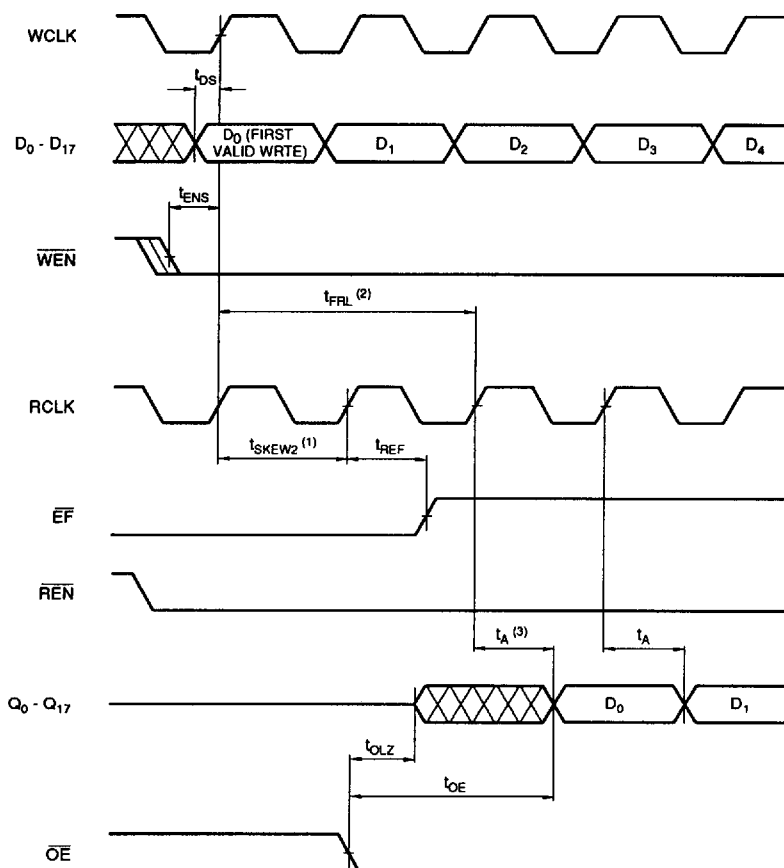 WCLK
tDS
D0 - D17
D0 (FIRST
VALID WRTE)
D1
D2
D3
D4
tENS
WEN
tFRL (2)
RCLK
tSKEW2 (1)
tREF
EF
REN
tA (3)
tA
Q0 - Q17
D0
D1
tOLZ
tOE
OE